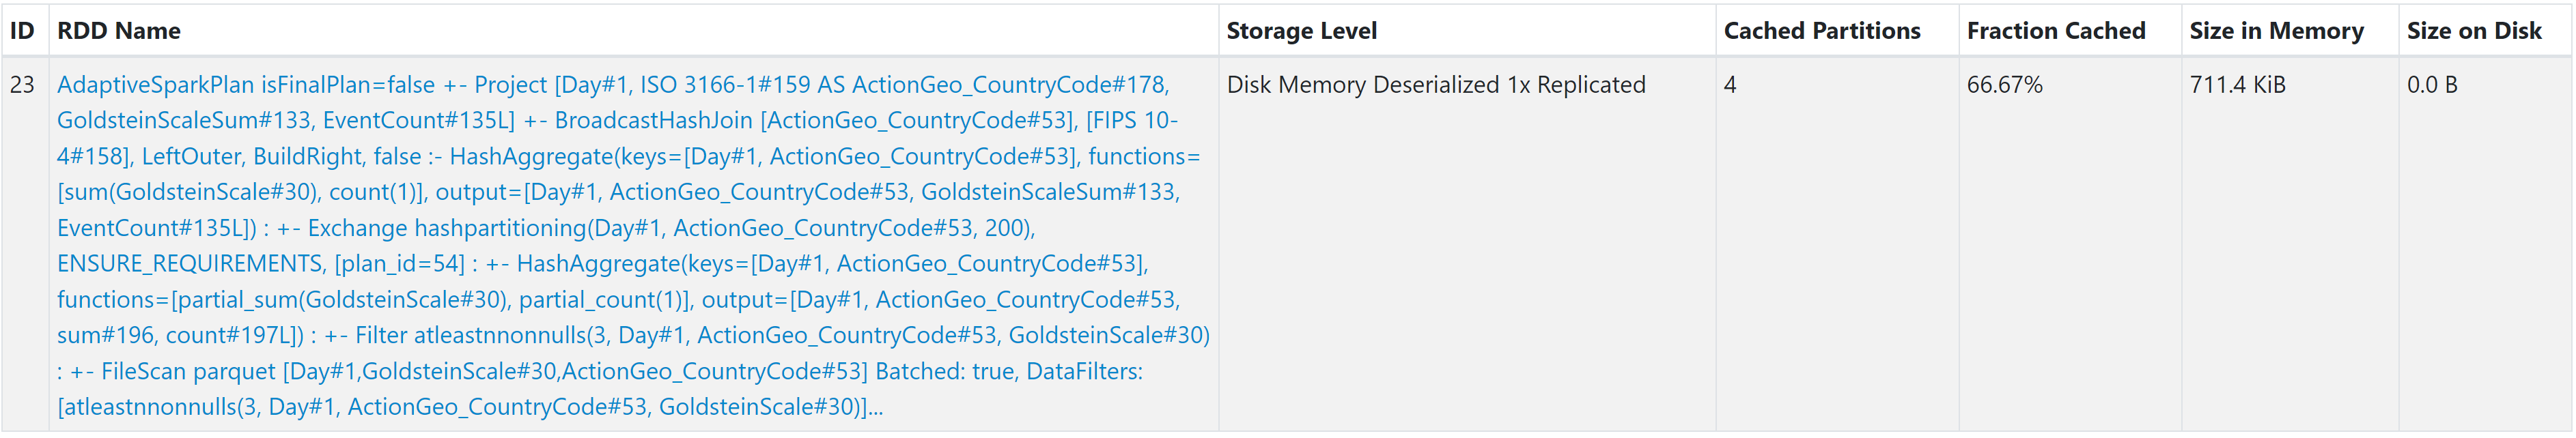 ID RDD Name Storage Level Cached Partitions Fraction Cached Size in Memory Size on Disk
23 AdaptiveSparkPlan isFinalPlan=false +- Project [Day#1, ISO 3166-1#159 AS ActionGeo_CountryCode#178, Disk Memory Deserialized 1x Replicated 4 66.67% 711.4 KiB 0.0 B
GoldsteinScaleSum#133, EventCount#135L] +- BroadcastHashJoin [ActionGeo_CountryCode#53], [FIPS 10-
4#158], LeftOuter, BuildRight, false :- HashAggregate(keys=[Day#1, ActionGeo_CountryCode#53], functions=
[sum(GoldsteinScale#30), count(1)], output=[Day#1, ActionGeo_CountryCode#53, GoldsteinScaleSum#133,
EventCount#135L]) : +- Exchange hashpartitioning(Day#1, ActionGeo_CountryCode#53, 200),
ENSURE_REQUIREMENTS, [plan_id=54] : +- HashAggregate(keys=[Day#1, ActionGeo_CountryCode#53],
functions=[partial_sum(GoldsteinScale#30), partial_count(1)], output=[Day#1, ActionGeo_CountryCode#53,
sum#196, count#197L]) : +- Filter atleastnnonnulls(3, Day#1, ActionGeo_CountryCode#53, GoldsteinScale#30)
: +- FileScan parquet [Day#1,GoldsteinScale#30,ActionGeo_CountryCode#53] Batched: true, DataFilters:
[atleastnnonnulls(3, Day#1, ActionGeo_CountryCode#53, GoldsteinScale#30)]...